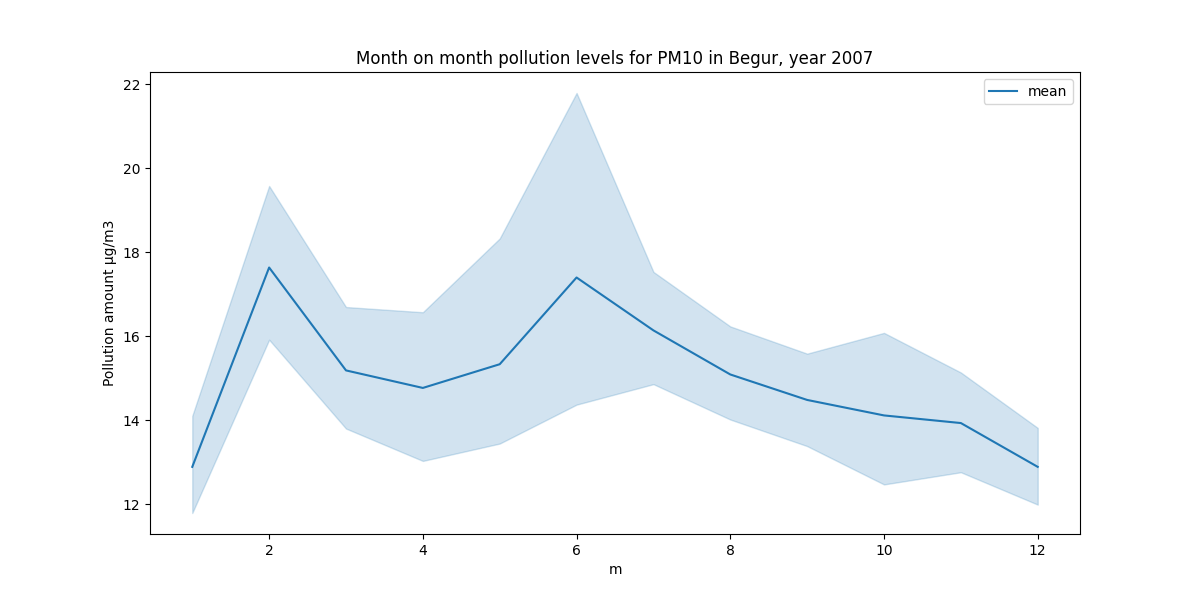 Month on month pollution levels for PM10 in Begur, year 2007
mean
Pollution amount µg/m3
22
20
18
16
14
12
2 4 6 8 10 12
m